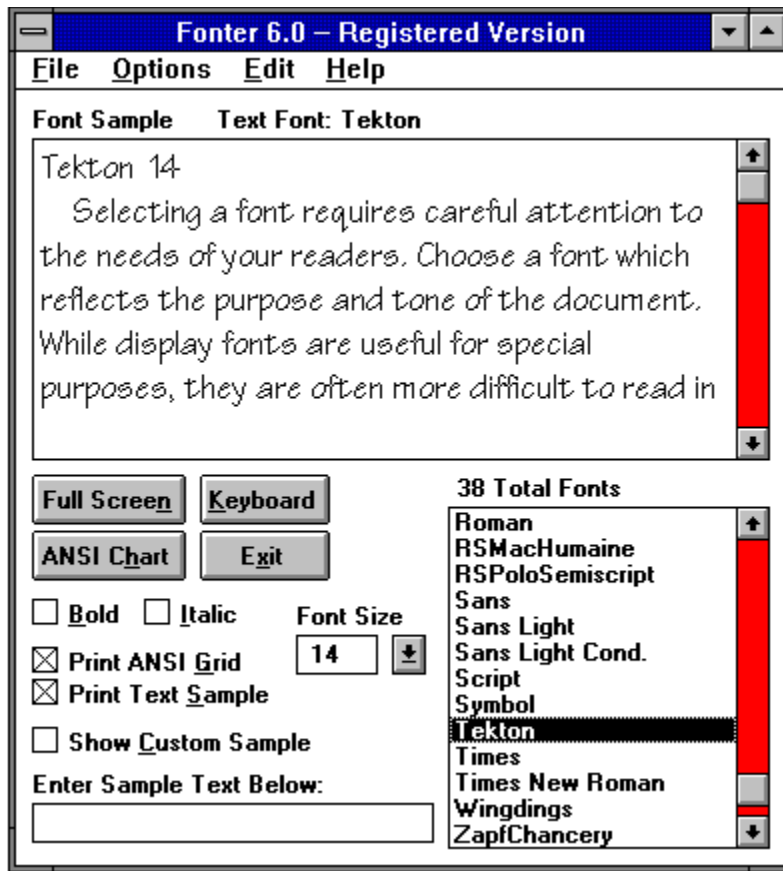 Fonter 6.0 – Registered Version
File Options Edit Help
Font Sample Text Font: Tekton
Tekton 14
Selecting a font requires careful attention to
the needs of your readers. Choose a font which
reflects the purpose and tone of the document.
While display fonts are useful for special
purposes, they are often more difficult to read in
Full Screen Keyboard
ANSI Chart Exit
Bold Italic Font Size
14
Print ANSI Grid
Print Text Sample
Show Custom Sample
Enter Sample Text Below:
38 Total Fonts
Roman
RSMacHumaine
RSPoloSemiscript
Sans
Sans Light
Sans Light Cond.
Script
Symbol
Tekton
Times
Times New Roman
Wingdings
ZapfChancery